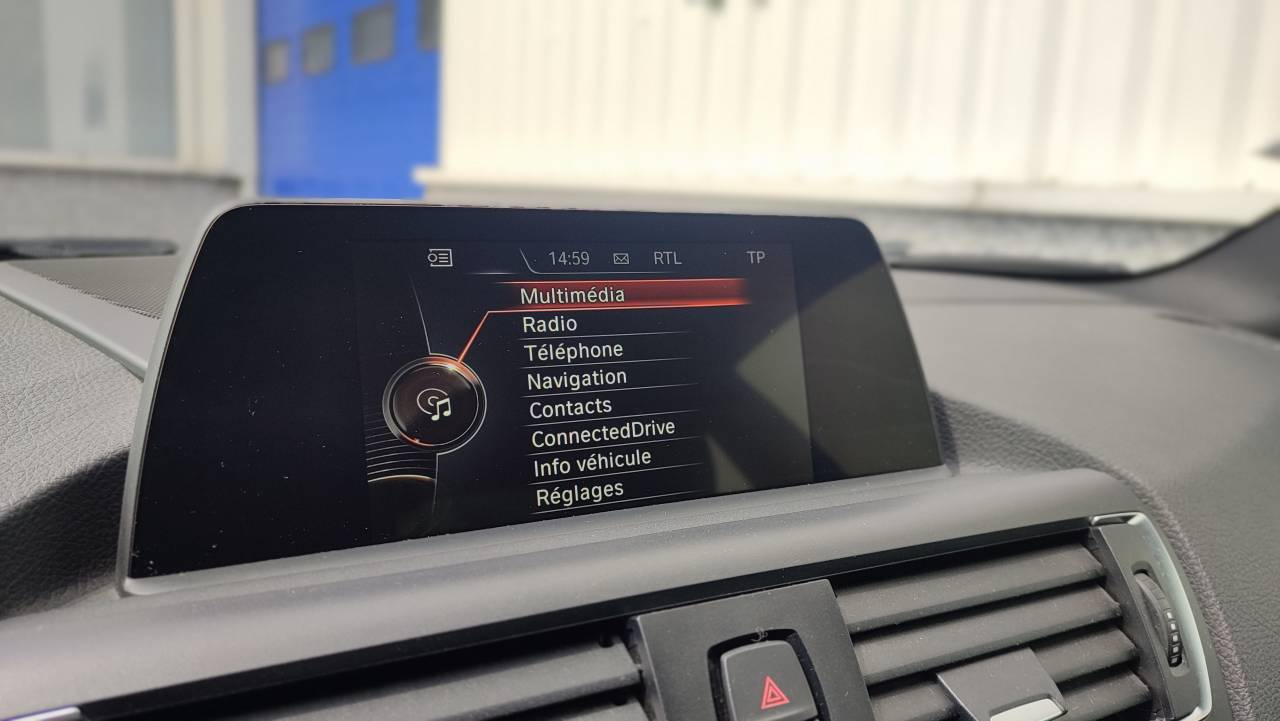 14:59 RTL TP
Multimédia
Radio
Téléphone
Navigation
Contacts
ConnectedDrive
Info véhicule
Réglages